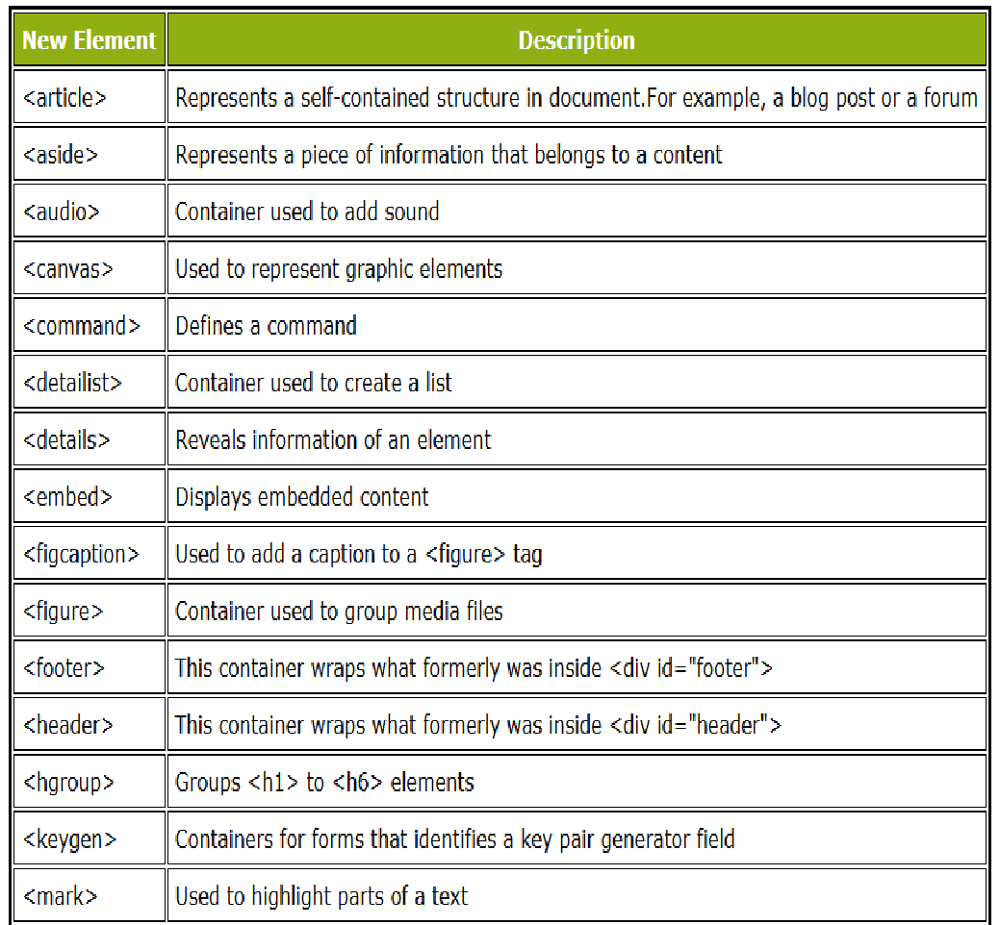 New Element Description
<article> Represents a self-contained structure in document.For example, a blog post or a forum
<aside> Represents a piece of information that belongs to a content
<audio> Container used to add sound
<canvas> Used to represent graphic elements
<command> Defines a command
<detailist> Container used to create a list
<details> Reveals information of an element
<embed> Displays embedded content
<figcaption> Used to add a caption to a <figure> tag
<figure> Container used to group media files
<footer> This container wraps what formerly was inside <div id="footer">
<header> This container wraps what formerly was inside <div id="header">
<hgroup> Groups <h1> to <h6> elements
<keygen> Containers for forms that identifies a key pair generator field
<mark> Used to highlight parts of a text